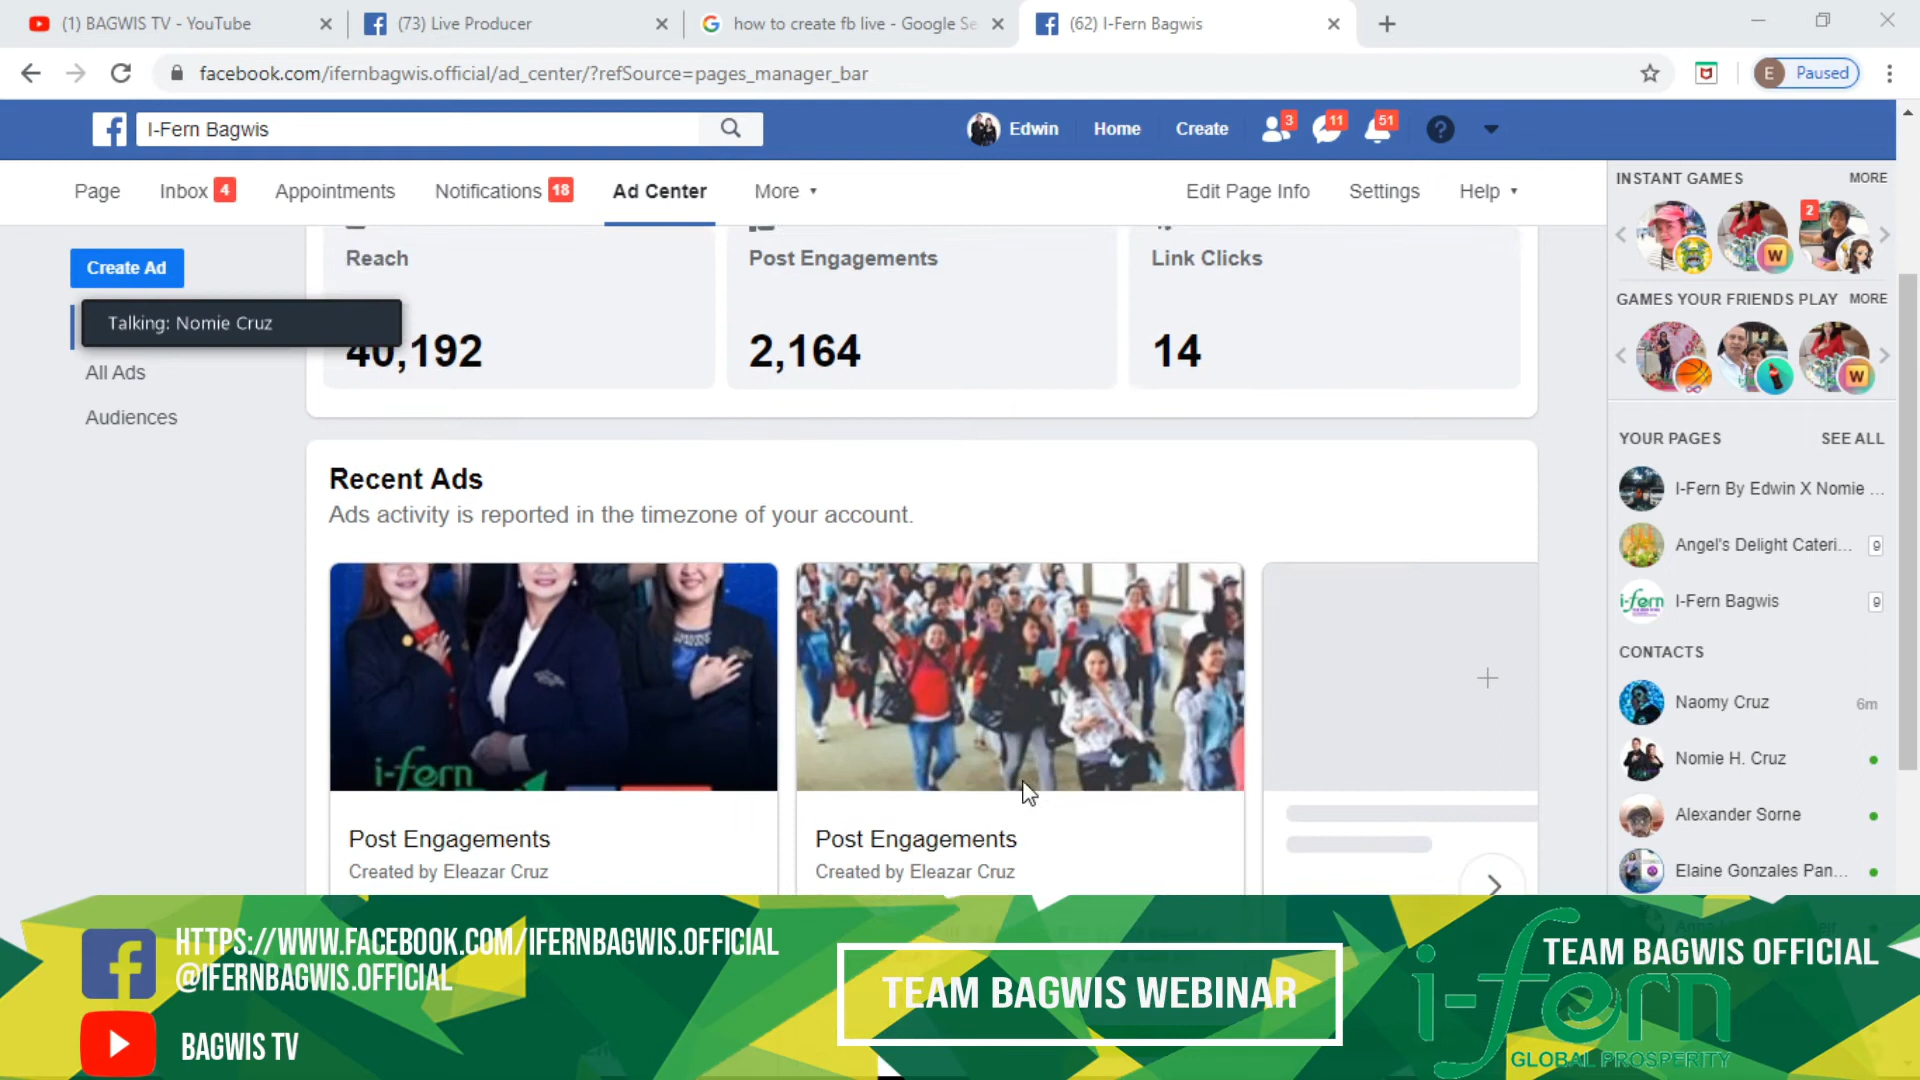 (1) BAGWIS TV - YouTube
(73) Live Producer
how to create fb live - Google Se
(62) I-Fern Bagwis
facebook.com/ifernbagwis.official/ad_center/?refSource=pages_manager_bar
E Paused
I-Fern Bagwis
Edwin Home Create 3 11 51
Page Inbox 4 Appointments Notifications 18 Ad Center More Edit Page Info Settings Help
INSTANT GAMES MORE
2
W
GAMES YOUR FRIENDS PLAY MORE
W
Create Ad
Talking: Nomie Cruz
All Ads
Audiences
Reach Post Engagements Link Clicks
40,192 2,164 14
Recent Ads
Ads activity is reported in the timezone of your account.
i-fern
Post Engagements
Created by Eleazar Cruz
Post Engagements
Created by Eleazar Cruz
YOUR PAGES SEE ALL
I-Fern By Edwin X Nomie ...
Angel's Delight Cateri... 9
i-fern
I-Fern Bagwis 9
CONTACTS
Naomy Cruz 6m
Nomie H. Cruz
Alexander Sorne
Elaine Gonzales Pan...
HTTPS://WWW.FACEBOOK.COM/IFERNBAGWIS.OFFICIAL
@IFERNBAGWIS.OFFICIAL
BAGWIS TV
TEAM BAGWIS WEBINAR
TEAM BAGWIS OFFICIAL
i-fern
GLOBAL PROSPERITY